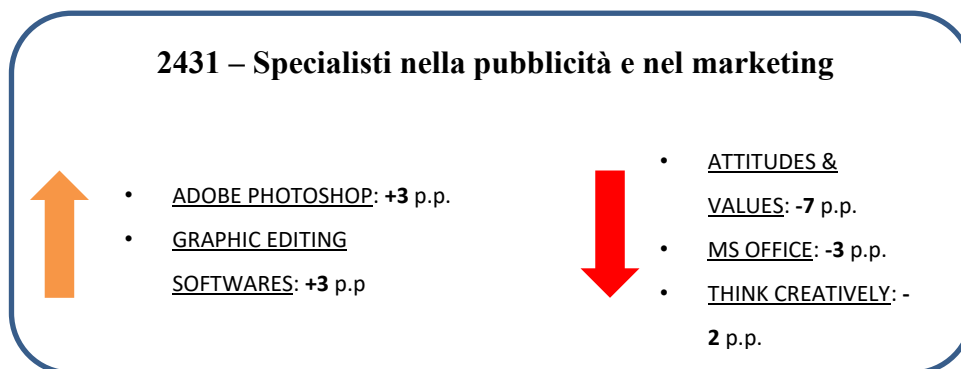 2431 – Specialisti nella pubblicità e nel marketing
• ADOBE PHOTOSHOP: +3 p.p.
• GRAPHIC EDITING
SOFTWARES: +3 p.p
• ATTITUDES &
VALUES: -7 p.p.
• MS OFFICE: -3 p.p.
• THINK CREATIVELY: -
2 p.p.